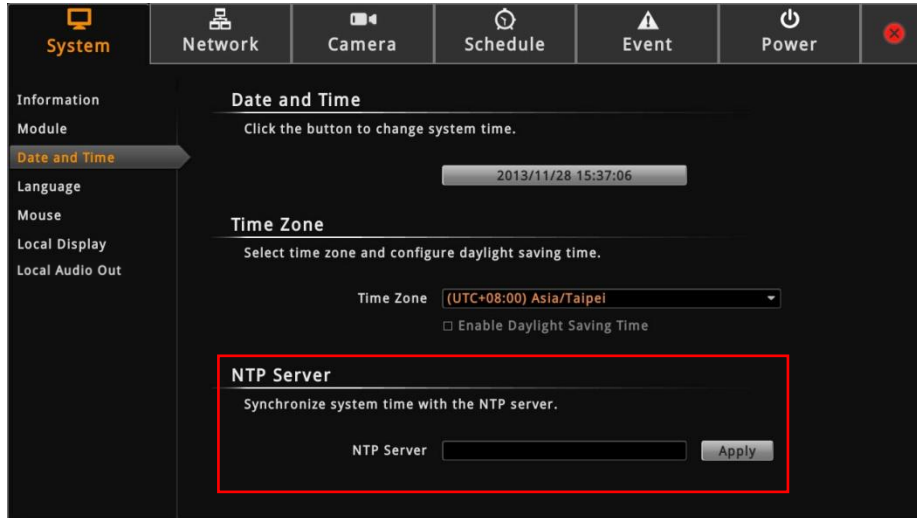 System
Network
Camera
Schedule
Event
Power
Information
Module
Date and Time
Language
Mouse
Local Display
Local Audio Out
Date and Time
Click the button to change system time.
2013/11/28 15:37:06
Time Zone
Select time zone and configure daylight saving time.
Time Zone (UTC+08:00) Asia/Taipei
Enable Daylight Saving Time
NTP Server
Synchronize system time with the NTP server.
NTP Server Apply